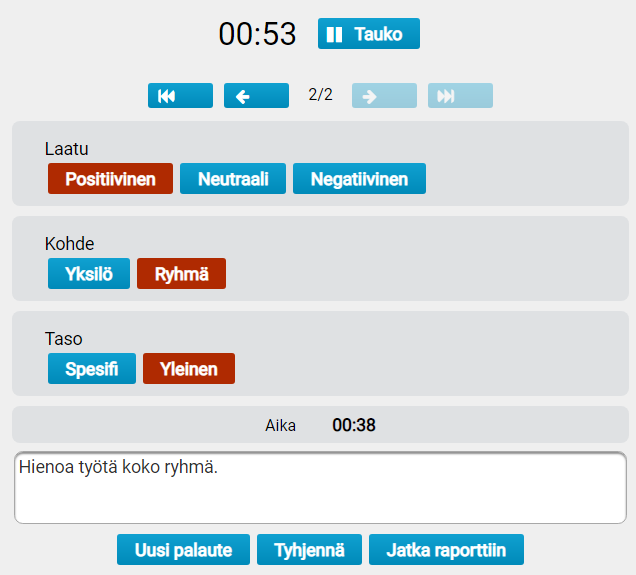 00:53 Tauko
2/2
Laatu
Positiivinen Neutraali Negatiivinen
Kohde
Yksilö Ryhmä
Taso
Spesifi Yleinen
Aika 00:38
Hienoa työtä koko ryhmä.
Uusi palaute Tyhjennä Jatka raporttiin